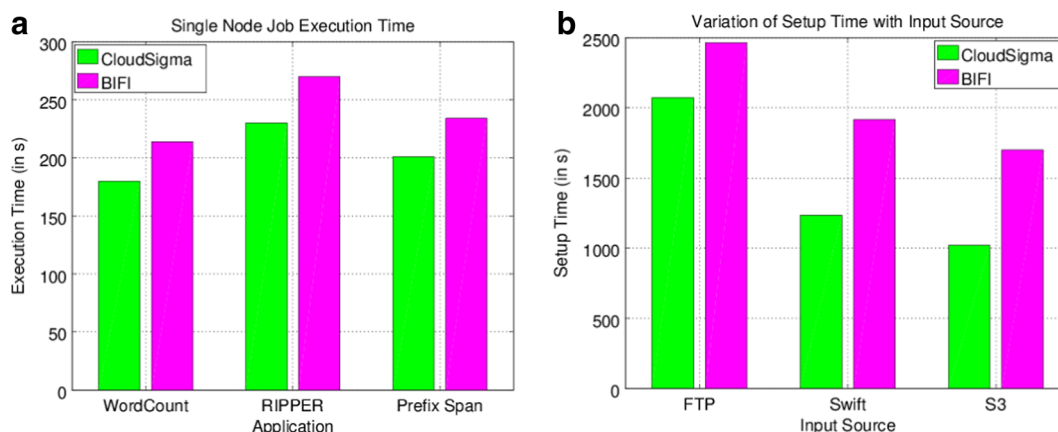 a
Single Node Job Execution Time
300
250
200
150
100
50
0
Execution Time (in s)
CloudSigma
BIFI
WordCount RIPPER Prefix Span
Application
b
Variation of Setup Time with Input Source
2500
2000
1500
1000
500
0
Setup Time (in s)
CloudSigma
BIFI
FTP Swift S3
Input Source